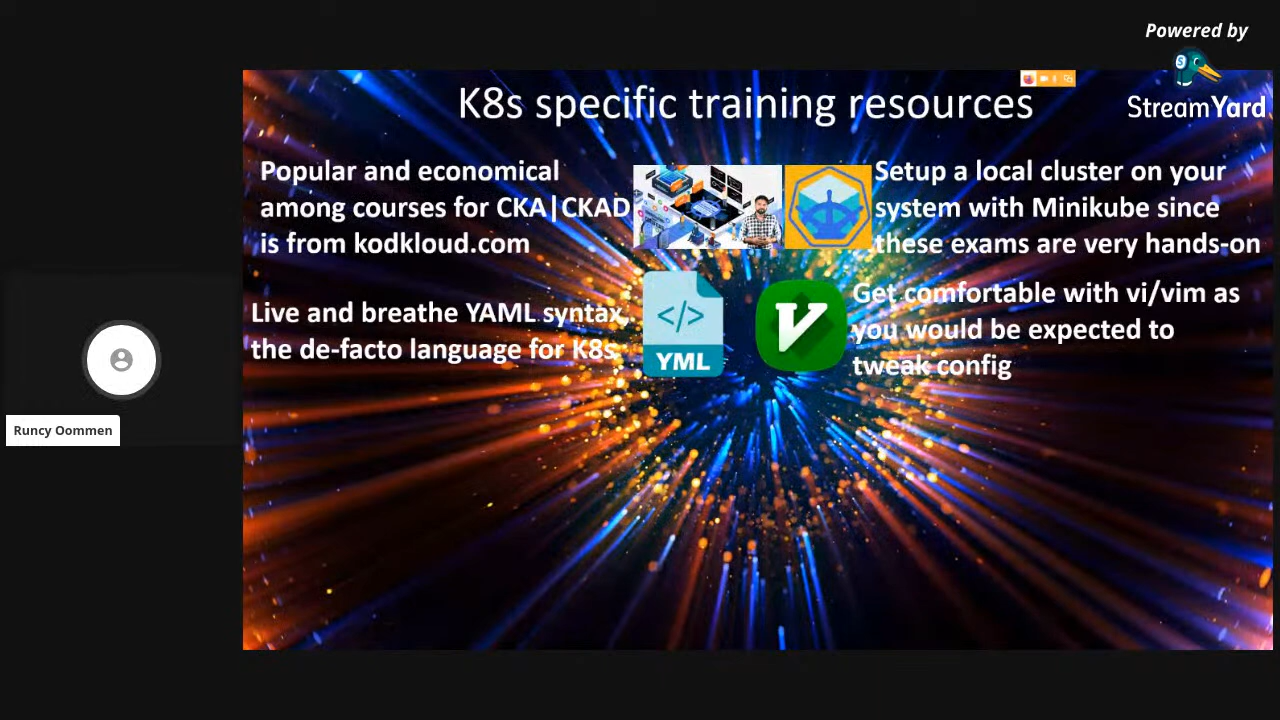 Powered by
StreamYard
K8s specific training resources
Popular and economical
among courses for CKA|CKAD
is from kodkloud.com
Setup a local cluster on your
system with Minikube since
these exams are very hands-on
Live and breathe YAML syntax,
the de-facto language for K8s
YML
Get comfortable with vi/vim as
you would be expected to
tweak config
Runcy Oommen